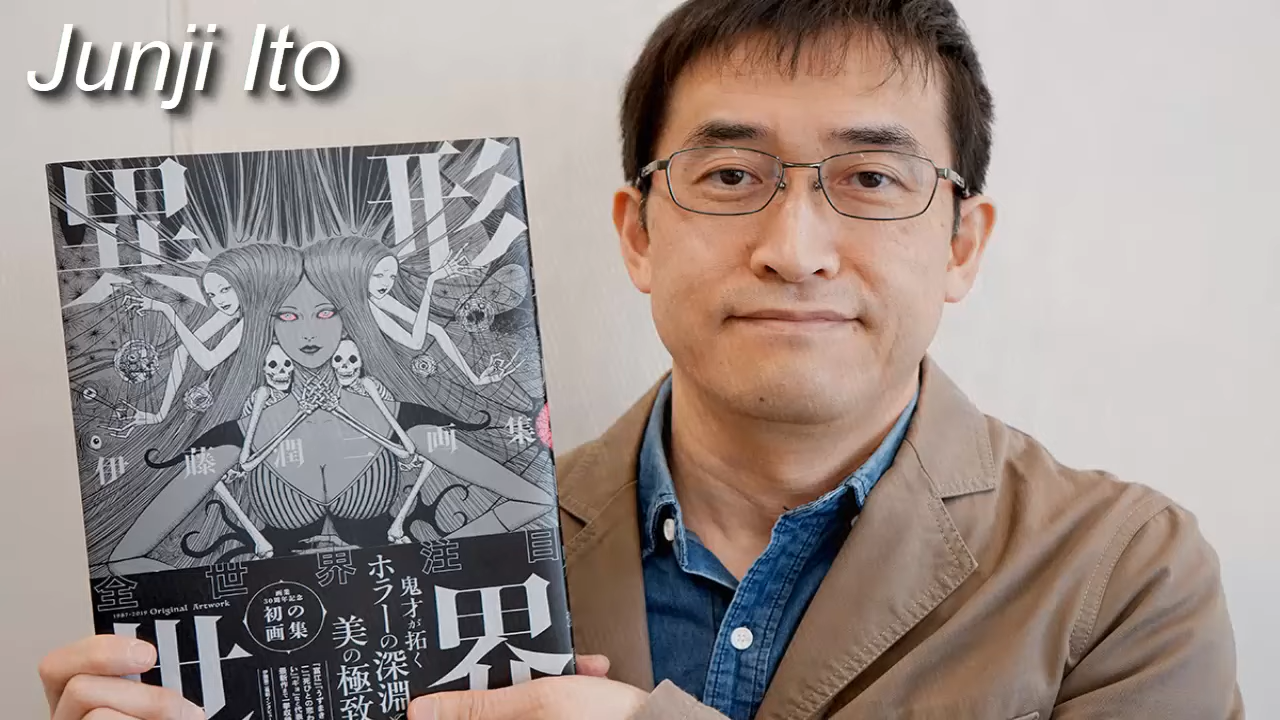 Junji Ito
異形
世界
伊藤潤二画集
全世界注目
1987-2019 Original Artwork
画業
30周年記念
初の
画集
鬼才が拓く
ホラーの深淵と
美の極致